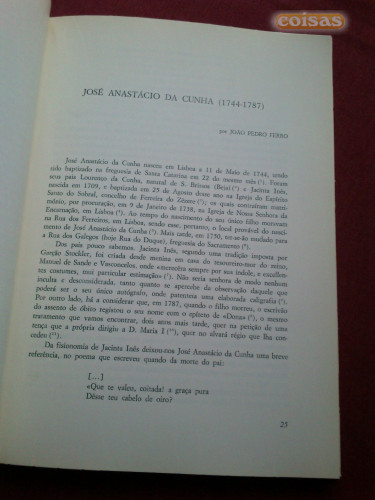 coisas
JOSÉ ANASTÁCIO DA CUNHA (1744-1787)
por JOÃO PEDRO FERRO
José Anastácio da Cunha nasceu em Lisboa a 11 de Maio de 1744, tendo
sido baptizado na freguesia de Santa Catarina em 22 do mesmo mês (¹). Foram
seus pais Lourenço da Cunha, natural de S. Brissos (Beja) (²) e Jacinta Inês,
nascida em 1709, e baptizada em 25 de Agosto desse ano na Igreja do Espírito
Santo do Sobral, concelho de Ferreira do Zêzere (³), os quais contraíram matri-
mónio, por procuração, em 9 de Janeiro de 1738, na Igreja de Nossa Senhora da
Encarnação, em Lisboa (⁴). Ao tempo do nascimento do seu único filho moravam
na Rua dos Ferreiros, em Lisboa, sendo esse, portanto, o local provável do nasci-
mento de José Anastácio da Cunha (⁵). Mais tarde, em 1750, ter-se-ão mudado para
a Rua dos Galegos (hoje Rua do Duque), freguesia do Sacramento
Dos pais pouco sabemos. Jacinta Inês, segundo uma tradição imposta por
Garção Stockler, foi criada desde menina em casa do tesoureiro-mor do reino,
Manuel de Sande e Vasconcelos, onde «merecêra sempre por sua indole, e excellen-
tes costumes, mui particular estimação» (⁷). Não seria senhora de modo nenhum
inculta e desconsiderada, tanto quanto se apercebe da observação daquele que
poderá ser o seu único autógrafo, onde patenteia uma elaborada caligrafia
Por outro lado, há a considerar que, em 1787, quando o filho morreu, o escrivão
do assento de óbito registou o seu nome com o epíteto de «Dona» (⁹), o mesmo
tratamento que vamos encontrar, dois anos mais tarde, quer na petição de uma
tença que a própria dirigiu a D. Maria I (¹⁰), quer no alvará régio que lha con-
cedeu (¹¹).
Da fisionomia de Jacinta Inês deixou-nos José Anastácio da Cunha uma breve
referência, no poema que escreveu quando da morte do pai:
[...]
«Que te valeo, coitada! a graça pura
Dêsse teu cabelo de oiro?
25